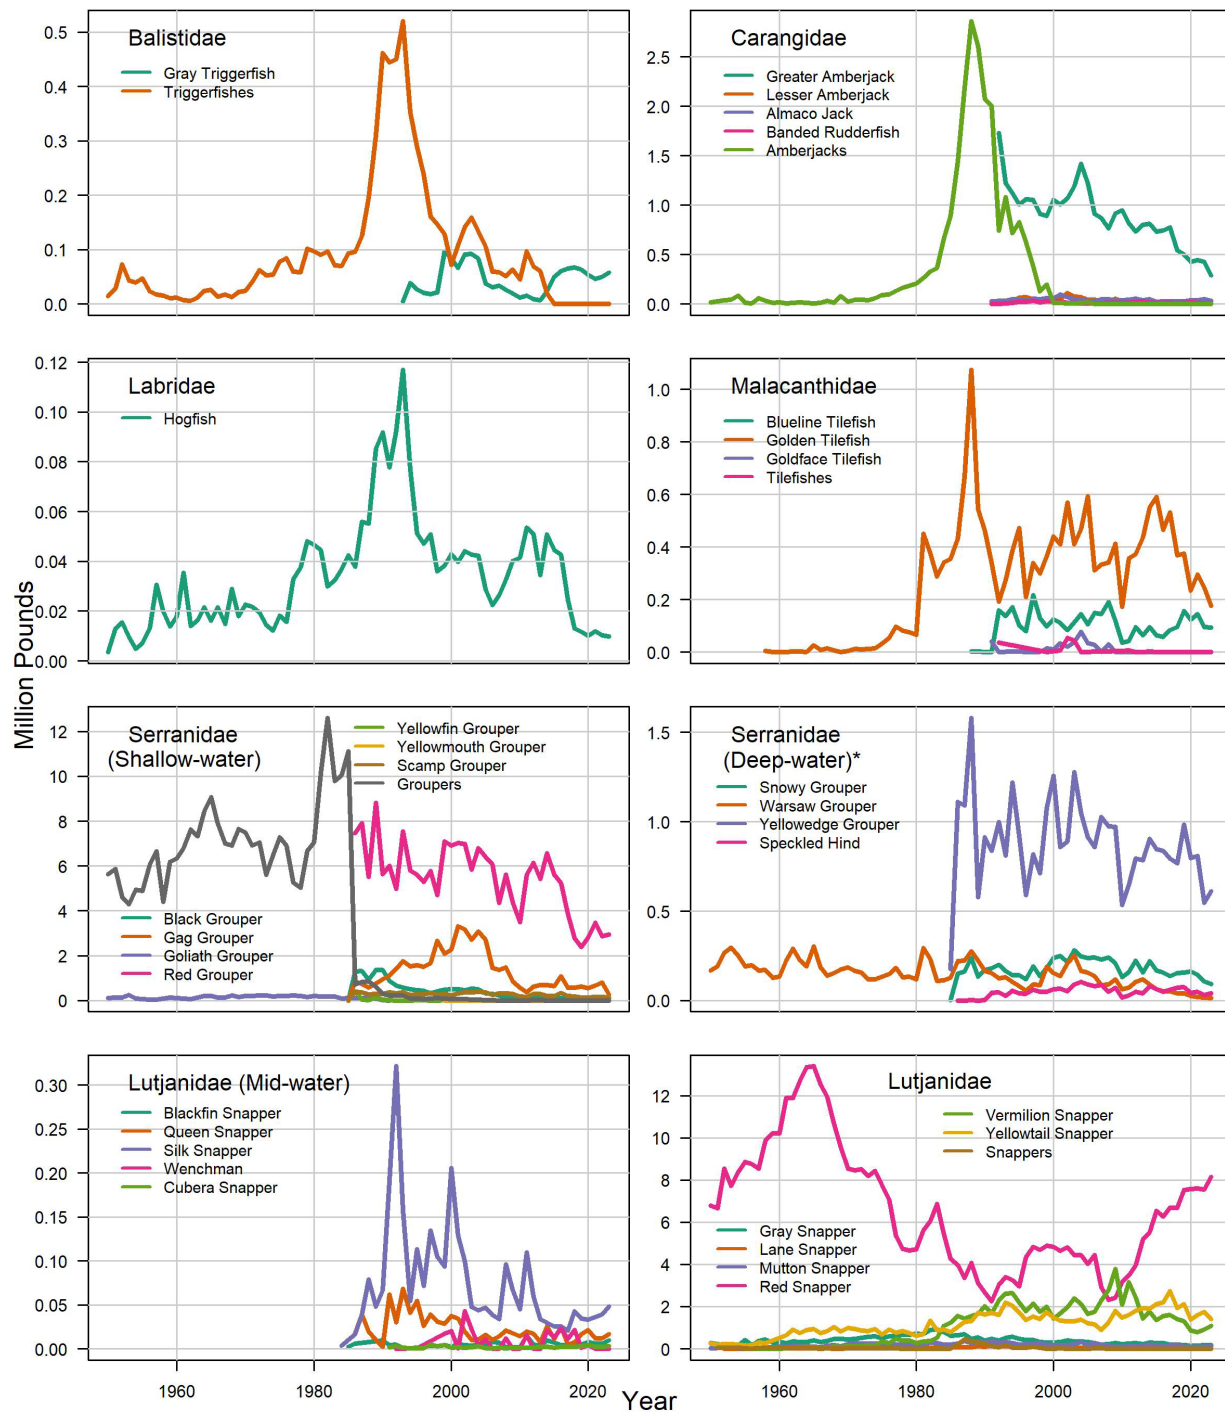 Balistidae
Gray Triggerfish
Triggerfishes
0.5
0.4
0.3
0.2
0.1
0.0
Carangidae
Greater Amberjack
Lesser Amberjack
Almaco Jack
Banded Rudderfish
Amberjacks
2.5
2.0
1.5
1.0
0.5
0.0
Labridae
Hogfish
0.12
0.10
0.08
0.06
0.04
0.02
0.00
Malacanthidae
Blueline Tilefish
Golden Tilefish
Goldface Tilefish
Tilefishes
1.0
0.8
0.6
0.4
0.2
0.0
Million Pounds
Serranidae
(Shallow-water)
Yellowfin Grouper
Yellowmouth Grouper
Scamp Grouper
Groupers
Black Grouper
Gag Grouper
Goliath Grouper
Red Grouper
12
10
8
6
4
2
0
Serranidae
(Deep-water)*
Snowy Grouper
Warsaw Grouper
Yellowedge Grouper
Speckled Hind
1.5
1.0
0.5
0.0
Lutjanidae (Mid-water)
Blackfin Snapper
Queen Snapper
Silk Snapper
Wenchman
Cubera Snapper
0.30
0.25
0.20
0.15
0.10
0.05
0.00
1960 1980 2000 2020
Lutjanidae
Vermilion Snapper
Yellowtail Snapper
Snappers
Gray Snapper
Lane Snapper
Mutton Snapper
Red Snapper
12
10
8
6
4
2
0
1960 1980 2000 2020
Year